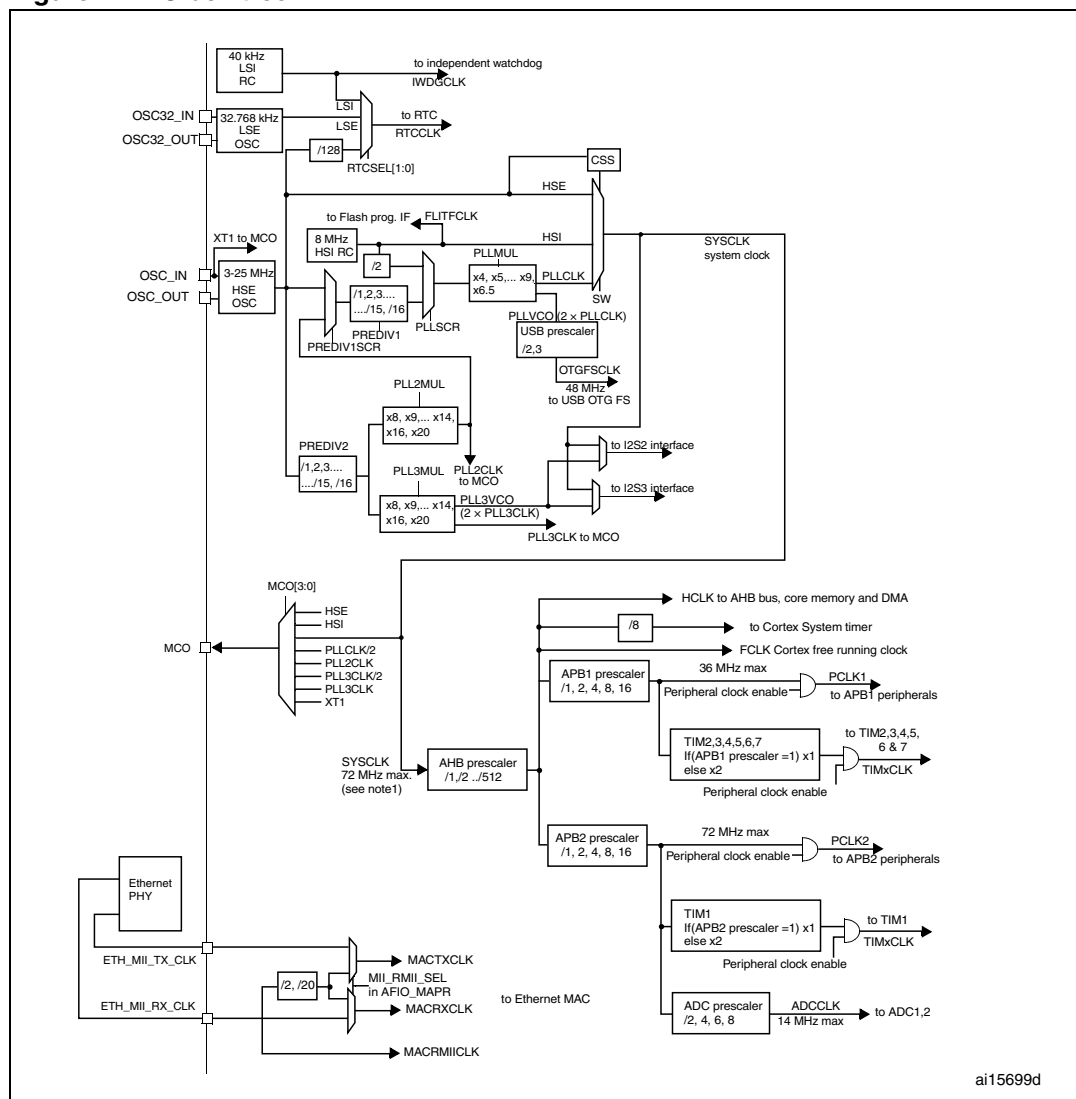 40 kHz
LSI
RC
to independent watchdog
IWDGCLK
OSC32_IN
OSC32_OUT
32.768 kHz
LSE
OSC
LSI
LSE
to RTC
RTCCLK
/128
RTCSEL[1:0]
CSS
HSE
to Flash prog. IF
FLITFCLK
XT1 to MCO
8 MHz
HSI RC
HSI
SYSCLK
system clock
/2
PLLMUL
x4, x5,... x9,
x6.5
PLLCLK
SW
OSC_IN
OSC_OUT
3-25 MHz
HSE
OSC
/1,2,3....
..../15, /16
PREDIV1
PREDIV1SCR
PLLSCR
PLLVCO (2 × PLLCLK)
USB prescaler
/2,3
OTGFSCLK
48 MHz
to USB OTG FS
PLL2MUL
x8, x9,... x14,
x16, x20
PREDIV2
/1,2,3....
..../15, /16
PLL2CLK
to MCO
PLL3MUL
x8, x9,... x14,
x16, x20
PLL3VCO
(2 × PLL3CLK)
PLL3CLK to MCO
to I2S2 interface
to I2S3 interface
MCO[3:0]
MCO
HSE
HSI
PLLCLK/2
PLL2CLK
PLL3CLK/2
PLL3CLK
XT1
HCLK to AHB bus, core memory and DMA
/8
to Cortex System timer
FCLK Cortex free running clock
SYSCLK
72 MHz max.
(see note1)
AHB prescaler
/1,/2 ../512
APB1 prescaler
/1, 2, 4, 8, 16
36 MHz max
Peripheral clock enable
PCLK1
to APB1 peripherals
TIM2,3,4,5,6,7
If(APB1 prescaler =1) x1
else x2
to TIM2,3,4,5,
6 & 7
TIMxCLK
Peripheral clock enable
APB2 prescaler
/1, 2, 4, 8, 16
72 MHz max
Peripheral clock enable
PCLK2
to APB2 peripherals
TIM1
If(APB2 prescaler =1) x1
else x2
to TIM1
TIMxCLK
Peripheral clock enable
ADC prescaler
/2, 4, 6, 8
ADCCLK
14 MHz max
to ADC1,2
Ethernet
PHY
ETH_MII_TX_CLK
ETH_MII_RX_CLK
/2, /20
MACTXCLK
MII_RMII_SEL
in AFIO_MAPR
MACRXCLK
MACRMIICLK
to Ethernet MAC
ai15699d